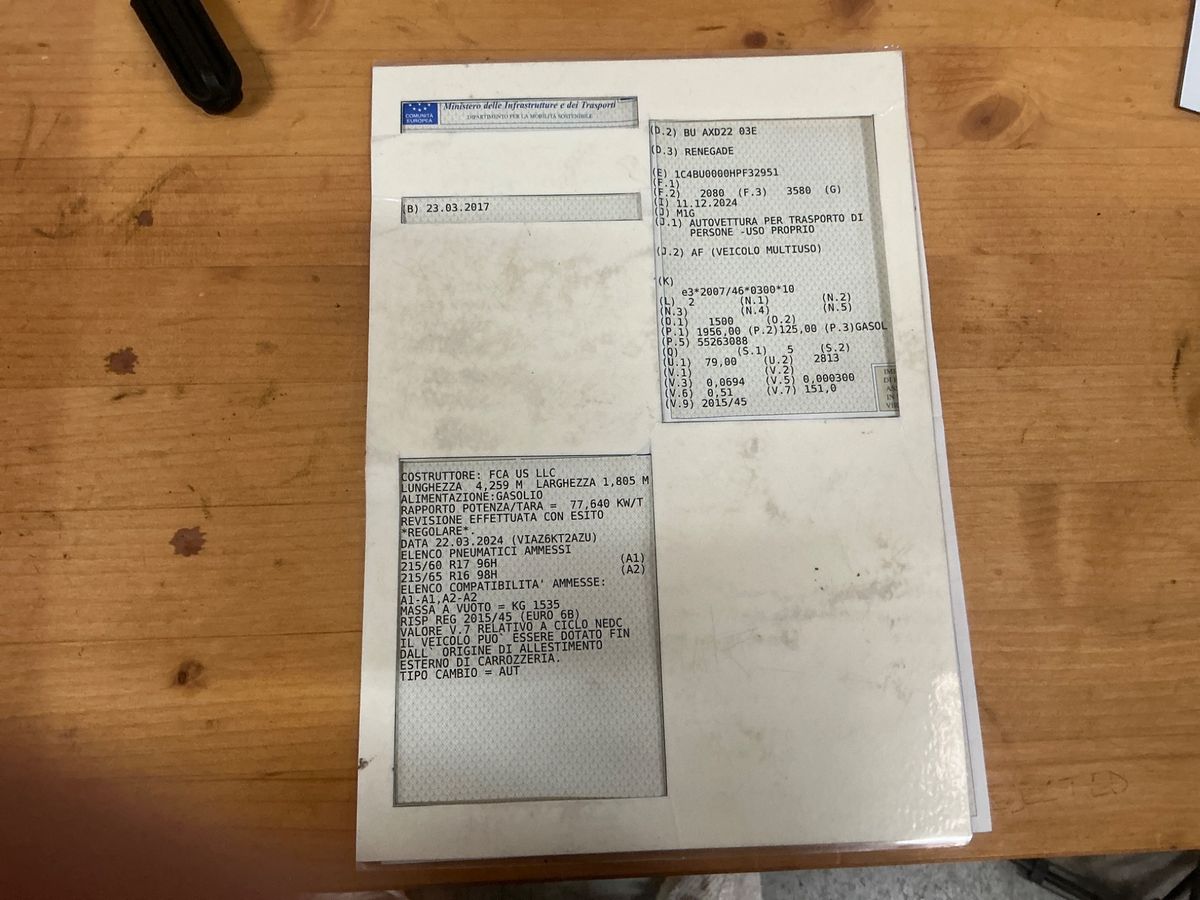 COMUNITÀ
EUROPEA
Ministero delle Infrastrutture e dei Trasporti
DIPARTIMENTO PER LA MOBILITÀ SOSTENIBILE
(B) 23.03.2017
(D.2) BU AXD22 03E
(D.3) RENEGADE
(E) 1C4BU0000HPF32951
(F.1)
(F.2) 2080 (F.3) 3580 (G)
(I) 11.12.2024
(J) M1G
(J.1) AUTOVETTURA PER TRASPORTO DI
PERSONE -USO PROPRIO
(J.2) AF (VEICOLO MULTIUSO)
(K)
e3*2007/46*0300*10
(L) 2 (N.1) (N.2)
(N.3) (N.4) (N.5)
(O.1) 1500 (O.2)
(P.1) 1956,00 (P.2)125,00 (P.3)GASOL
(P.5) 55263088
(Q) (S.1) 5 (S.2)
(U.1) 79,00 (U.2) 2813
(V.1) (V.2)
(V.3) 0,0694 (V.5) 0,000300
(V.6) 0,51 (V.7) 151,0
(V.9) 2015/45
COSTRUTTORE: FCA US LLC
LUNGHEZZA 4,259 M LARGHEZZA 1,805 M
ALIMENTAZIONE:GASOLIO
RAPPORTO POTENZA/TARA = 77,640 KW/T
REVISIONE EFFETTUATA CON ESITO
*REGOLARE*.
DATA 22.03.2024 (VIAZ6KT2AZU)
ELENCO PNEUMATICI AMMESSI
215/60 R17 96H (A1)
215/65 R16 98H (A2)
ELENCO COMPATIBILITA' AMMESSE:
A1-A1,A2-A2
MASSA A VUOTO = KG 1535
RISP REG 2015/45 (EURO 6B)
VALORE V.7 RELATIVO A CICLO NEDC
IL VEICOLO PUO` ESSERE DOTATO FIN
DALL` ORIGINE DI ALLESTIMENTO
ESTERNO DI CARROZZERIA.
TIPO CAMBIO = AUT